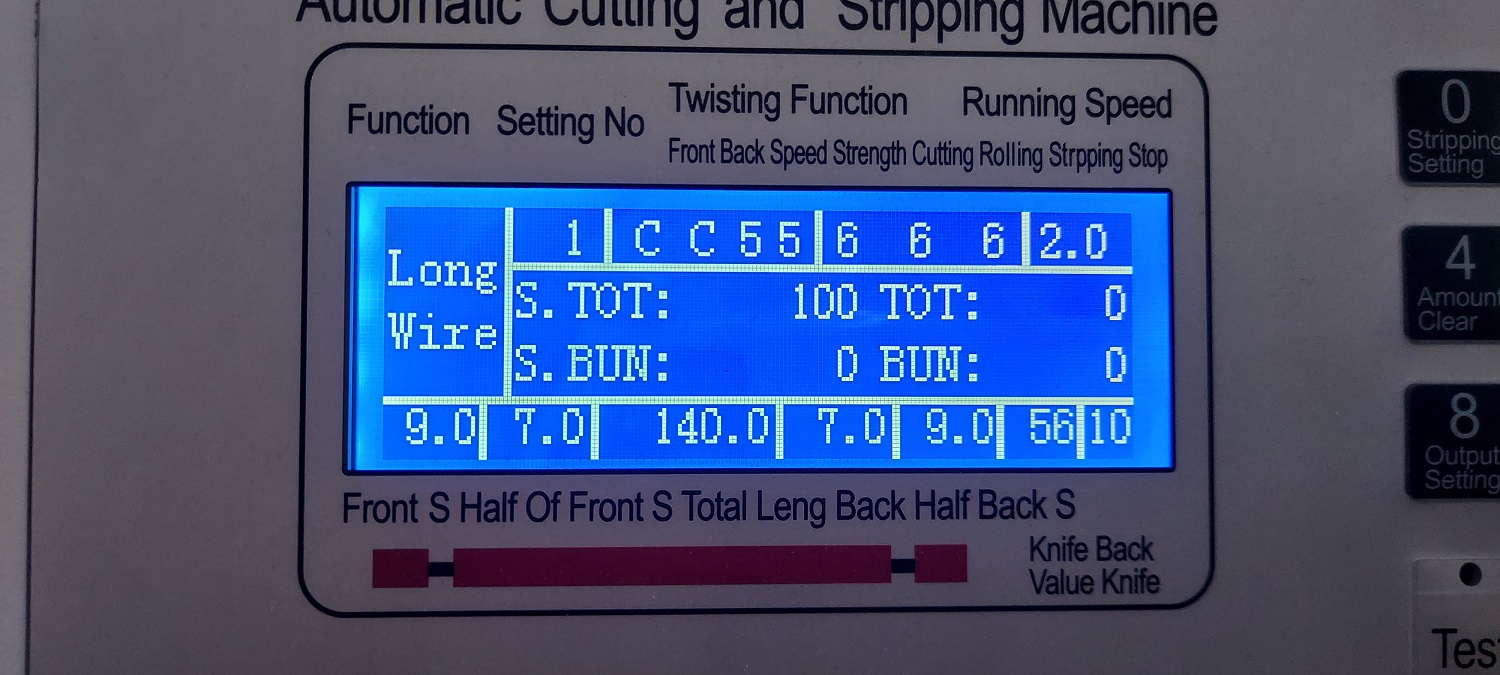 Automatic Cutting and Stripping Machine
Function Setting No Twisting Function Running Speed
Front Back Speed Strength Cutting Rolling Strpping Stop
1 C C 5 5 6 6 6 2.0
Long
S. TOT: 100 TOT: 0
Wire
S. BUN: 0 BUN: 0
9.0 7.0 140.0 7.0 9.0 56 10
Front S Half Of Front S Total Leng Back Half Back S
Knife Back
Value Knife
0
Stripping
Setting
4
Clear
8
Output
Setting